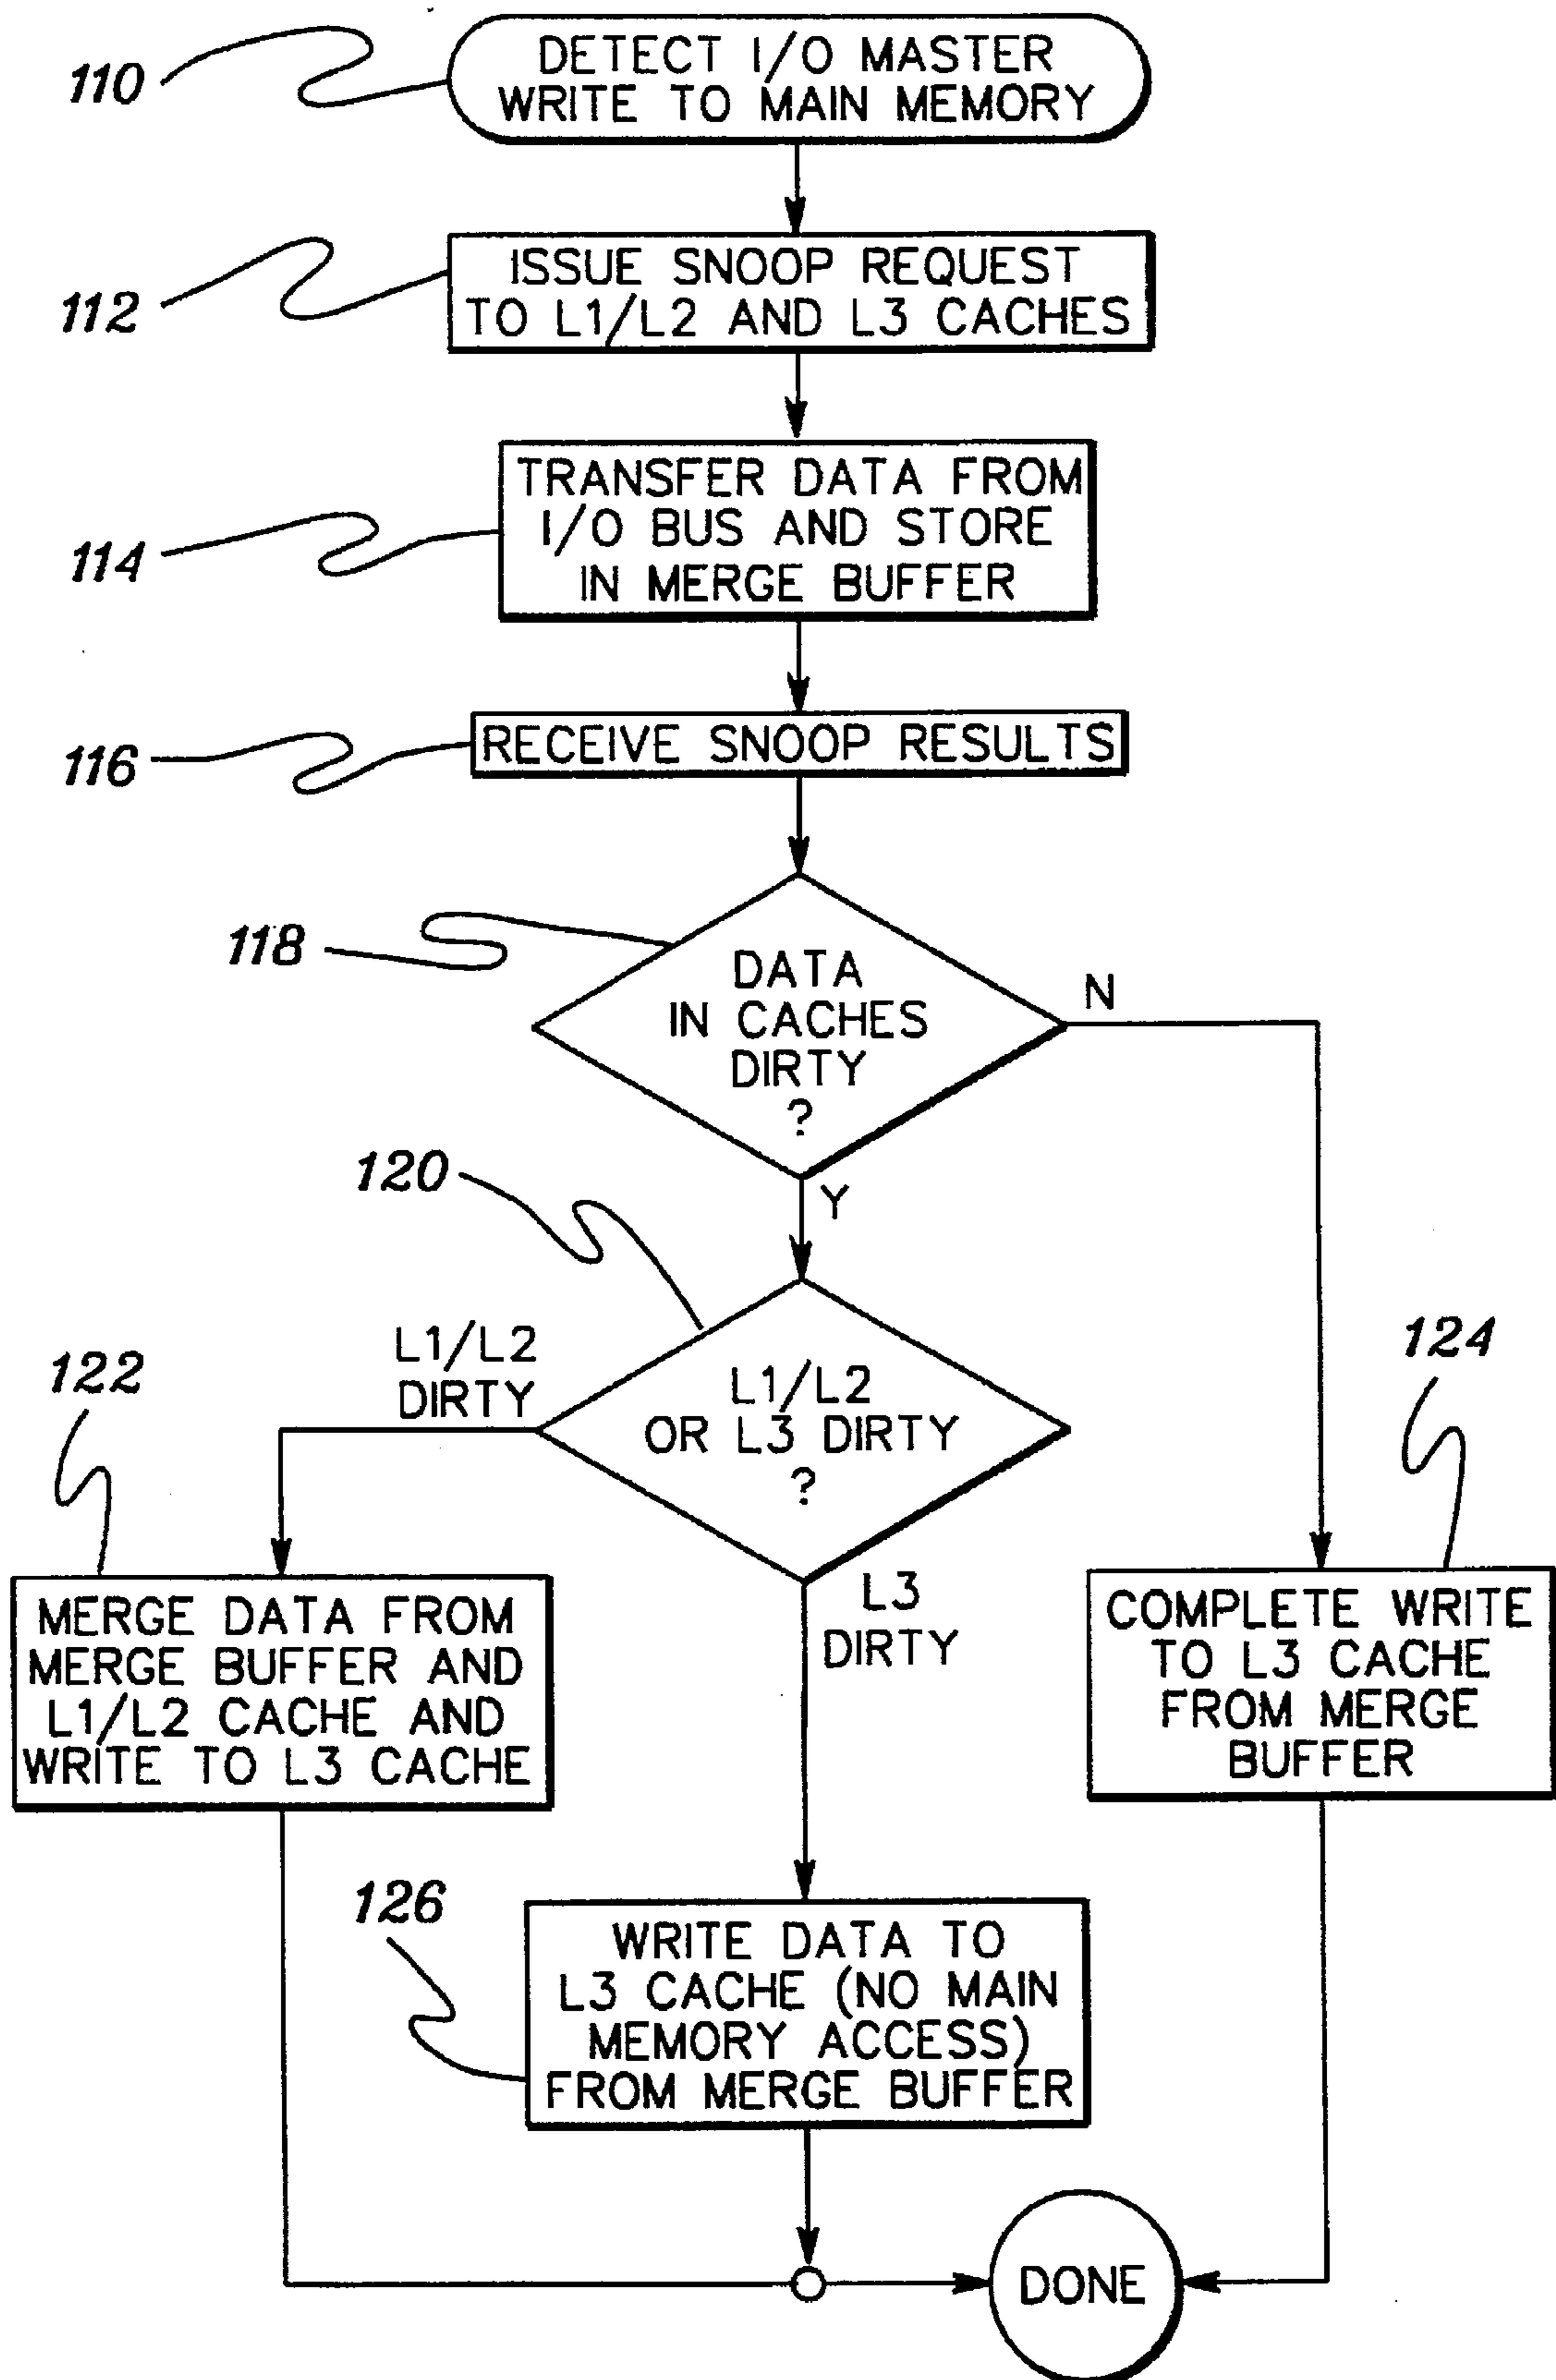 110
DETECT I/O MASTER
WRITE TO MAIN MEMORY
112
ISSUE SNOOP REQUEST
TO L1/L2 AND L3 CACHES
114
TRANSFER DATA FROM
I/O BUS AND STORE
IN MERGE BUFFER
116
RECEIVE SNOOP RESULTS
118
DATA
IN CACHES
DIRTY
?
N
Y
120
L1/L2
DIRTY
L1/L2
OR L3 DIRTY
?
L3
DIRTY
122
MERGE DATA FROM
MERGE BUFFER AND
L1/L2 CACHE AND
WRITE TO L3 CACHE
124
COMPLETE WRITE
TO L3 CACHE
FROM MERGE
BUFFER
126
WRITE DATA TO
L3 CACHE (NO MAIN
MEMORY ACCESS)
FROM MERGE BUFFER
DONE